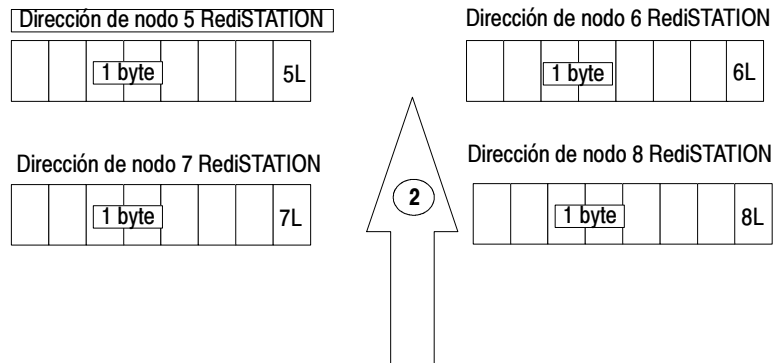 Dirección de nodo 5 RediSTATION
1 byte
5L
Dirección de nodo 6 RediSTATION
1 byte
6L
Dirección de nodo 7 RediSTATION
1 byte
7L
2
Dirección de nodo 8 RediSTATION
1 byte
8L